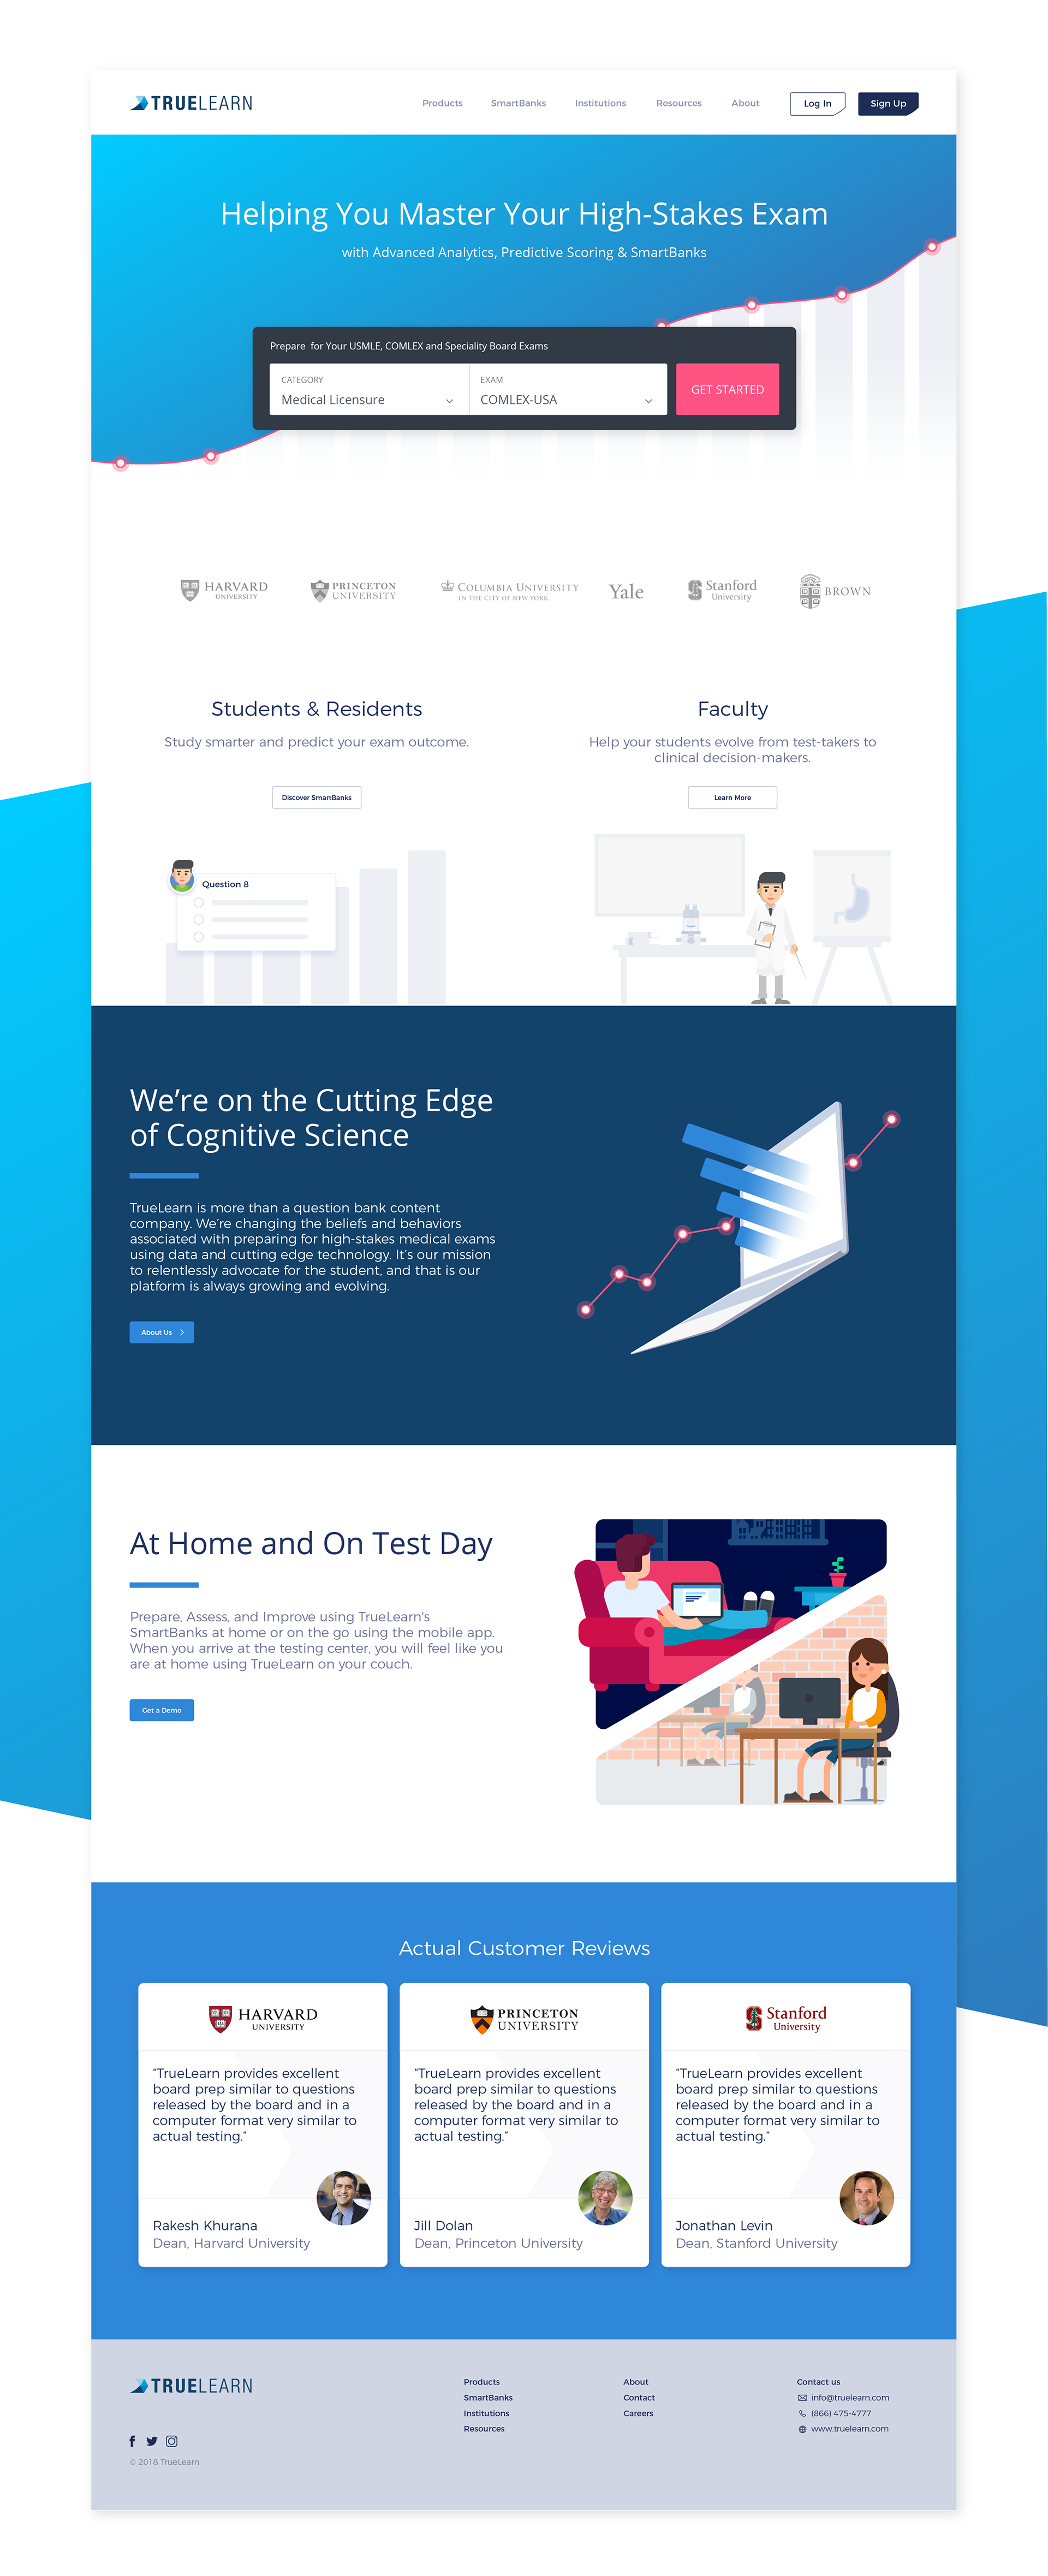 TRUELEARN
Products SmartBanks Institutions Resources About Log In Sign Up
Helping You Master Your High-Stakes Exam
with Advanced Analytics, Predictive Scoring & SmartBanks
Prepare for Your USMLE, COMLEX and Speciality Board Exams
CATEGORY
Medical Licensure
EXAM
COMLEX-USA
GET STARTED
HARVARD
UNIVERSITY
PRINCETON
UNIVERSITY
COLUMBIA UNIVERSITY
IN THE CITY OF NEW YORK
Yale
Stanford
University
BROWN
Students & Residents
Study smarter and predict your exam outcome.
Discover SmartBanks
Faculty
Help your students evolve from test-takers to
clinical decision-makers.
Learn More
Question 8
We’re on the Cutting Edge
of Cognitive Science
TrueLearn is more than a question bank content
company. We’re changing the beliefs and behaviors
associated with preparing for high-stakes medical exams
using data and cutting edge technology. It’s our mission
to relentlessly advocate for the student, and that is our
platform is always growing and evolving.
About Us
At Home and On Test Day
Prepare, Assess, and Improve using TrueLearn's
SmartBanks at home or on the go using the mobile app.
When you arrive at the testing center, you will feel like you
are at home using TrueLearn on your couch.
Get a Demo
Actual Customer Reviews
HARVARD
UNIVERSITY
“TrueLearn provides excellent
board prep similar to questions
released by the board and in a
computer format very similar to
actual testing.”
Rakesh Khurana
Dean, Harvard University
PRINCETON
UNIVERSITY
“TrueLearn provides excellent
board prep similar to questions
released by the board and in a
computer format very similar to
actual testing.”
Jill Dolan
Dean, Princeton University
Stanford
University
“TrueLearn provides excellent
board prep similar to questions
released by the board and in a
computer format very similar to
actual testing.”
Jonathan Levin
Dean, Stanford University
TRUELEARN
© 2018 TrueLearn
Products
SmartBanks
Institutions
Resources
About
Contact
Careers
Contact us
info@truelearn.com
(866) 475-4777
www.truelearn.com